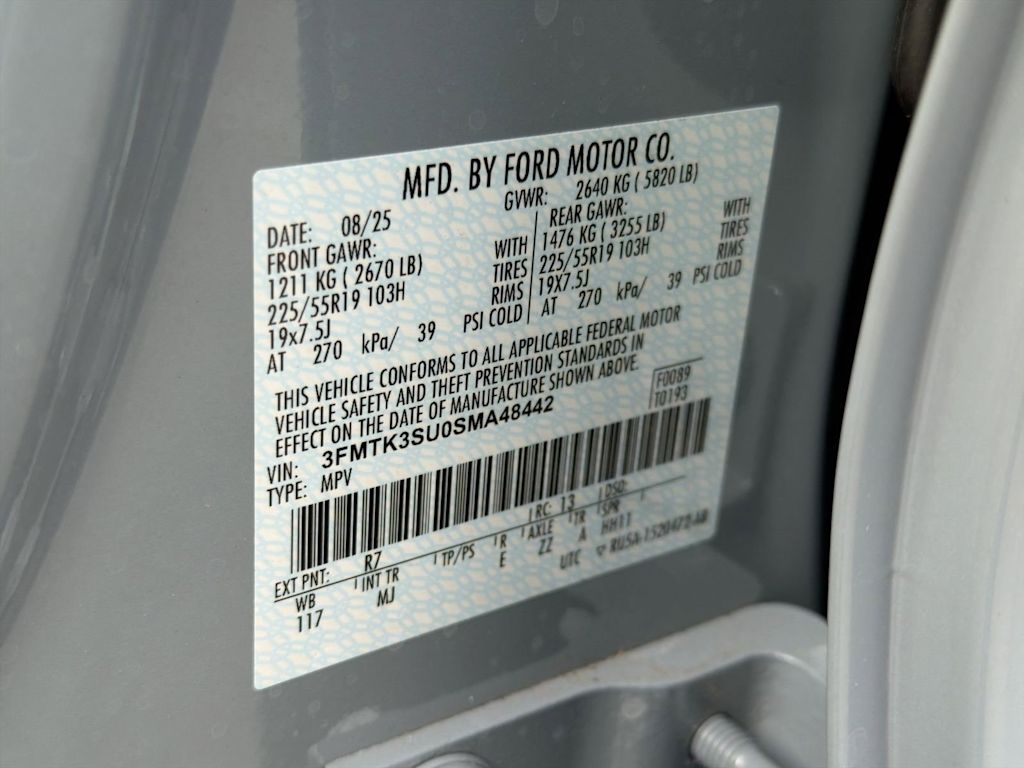 MFD. BY FORD MOTOR CO.
DATE: 08/25 GVWR: 2640 KG ( 5820 LB)
FRONT GAWR: WITH REAR GAWR: WITH
1211 KG ( 2670 LB) TIRES 1476 KG ( 3255 LB) TIRES
225/55R19 103H RIMS 225/55R19 103H RIMS
19x7.5J 19X7.5J
AT 270 kPa/ 39 PSI COLD AT 270 kPa/ 39 PSI COLD
THIS VEHICLE CONFORMS TO ALL APPLICABLE FEDERAL MOTOR
VEHICLE SAFETY AND THEFT PREVENTION STANDARDS IN
EFFECT ON THE DATE OF MANUFACTURE SHOWN ABOVE.
F0089
T0193
VIN: 3FMTK3SU0SMA48442
TYPE: MPV
EXT PNT: R7 RC: 13 DSO:
WB INT TR TP/PS R AXLE TR SPR
117 MJ E ZZ A HH11
UTC